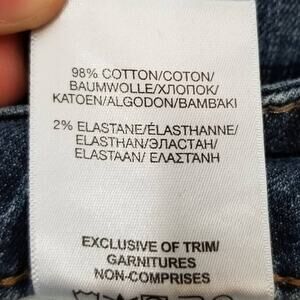 98% COTTON/COTON/
BAUMWOLLE/ХЛОПОК/
KATOEN/ALGODON/ΒΑΜΒΑΚΙ
2% ELASTANE/ÉLASTHANNE/
ELASTHAN/ЭЛАСТАН/
ELASTAAN/ ΕΛΑΣΤΑΝΗ
EXCLUSIVE OF TRIM/
GARNITURES
NON-COMPRISES